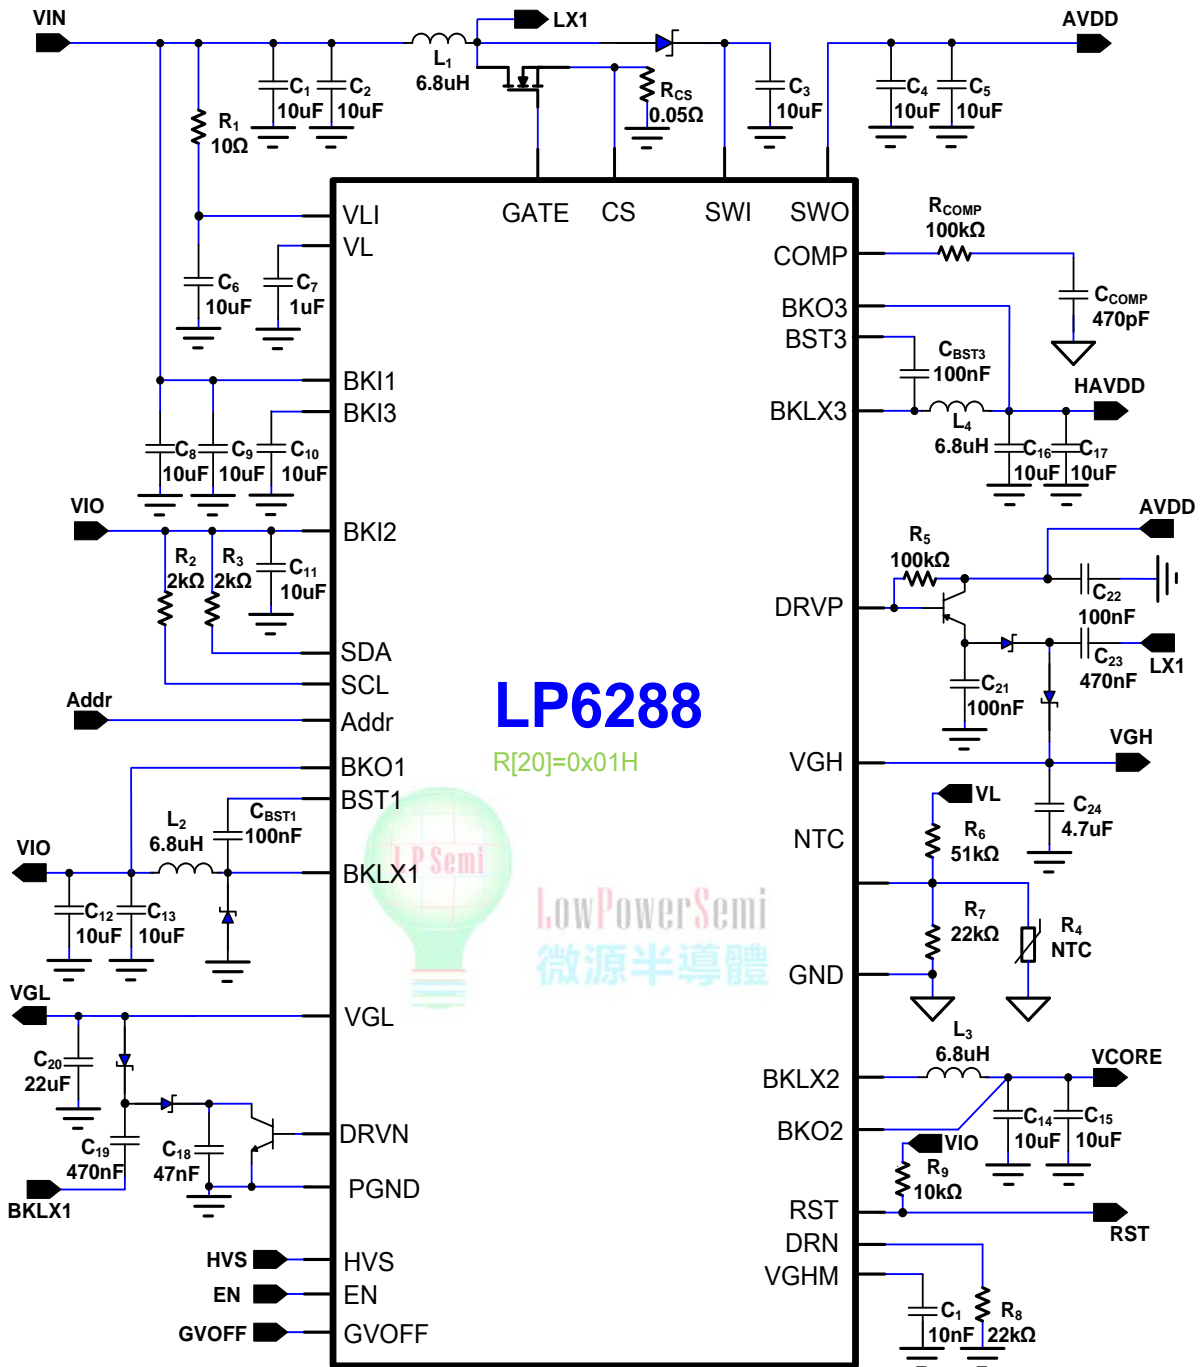 VIN
LX1
AVDD
L1
6.8uH
C1
10uF
C2
10uF
R1
10Ω
RCS
0.05Ω
C3
10uF
C4
10uF
C5
10uF
GATE
CS
SWI
SWO
VLI
VL
C6
10uF
C7
1uF
RCOMP
100kΩ
COMP
CCOMP
470pF
BKO3
BST3
CBST3
100nF
BKLX3
L4
6.8uH
HAVDD
C16
10uF
C17
10uF
BKI1
BKI3
C8
10uF
C9
10uF
C10
10uF
VIO
BKI2
R2
2kΩ
R3
2kΩ
C11
10uF
SDA
SCL
Addr
Addr
AVDD
R5
100kΩ
DRVP
C22
100nF
C23
470nF
LX1
C21
100nF
LP6288
R[20]=0x01H
VGH
VGH
C24
4.7uF
BKO1
BST1
CBST1
100nF
L2
6.8uH
VIO
BKLX1
C12
10uF
C13
10uF
LP Semi
LowPowerSemi
微源半導體
VL
NTC
R6
51kΩ
R7
22kΩ
R4
NTC
GND
VGL
VGL
C20
22uF
C19
470nF
C18
47nF
DRVN
PGND
BKLX1
L3
6.8uH
BKLX2
VCORE
BKO2
C14
10uF
C15
10uF
VIO
R9
10kΩ
RST
RST
DRN
VGHM
C1
10nF
R8
22kΩ
HVS
HVS
EN
EN
GVOFF
GVOFF